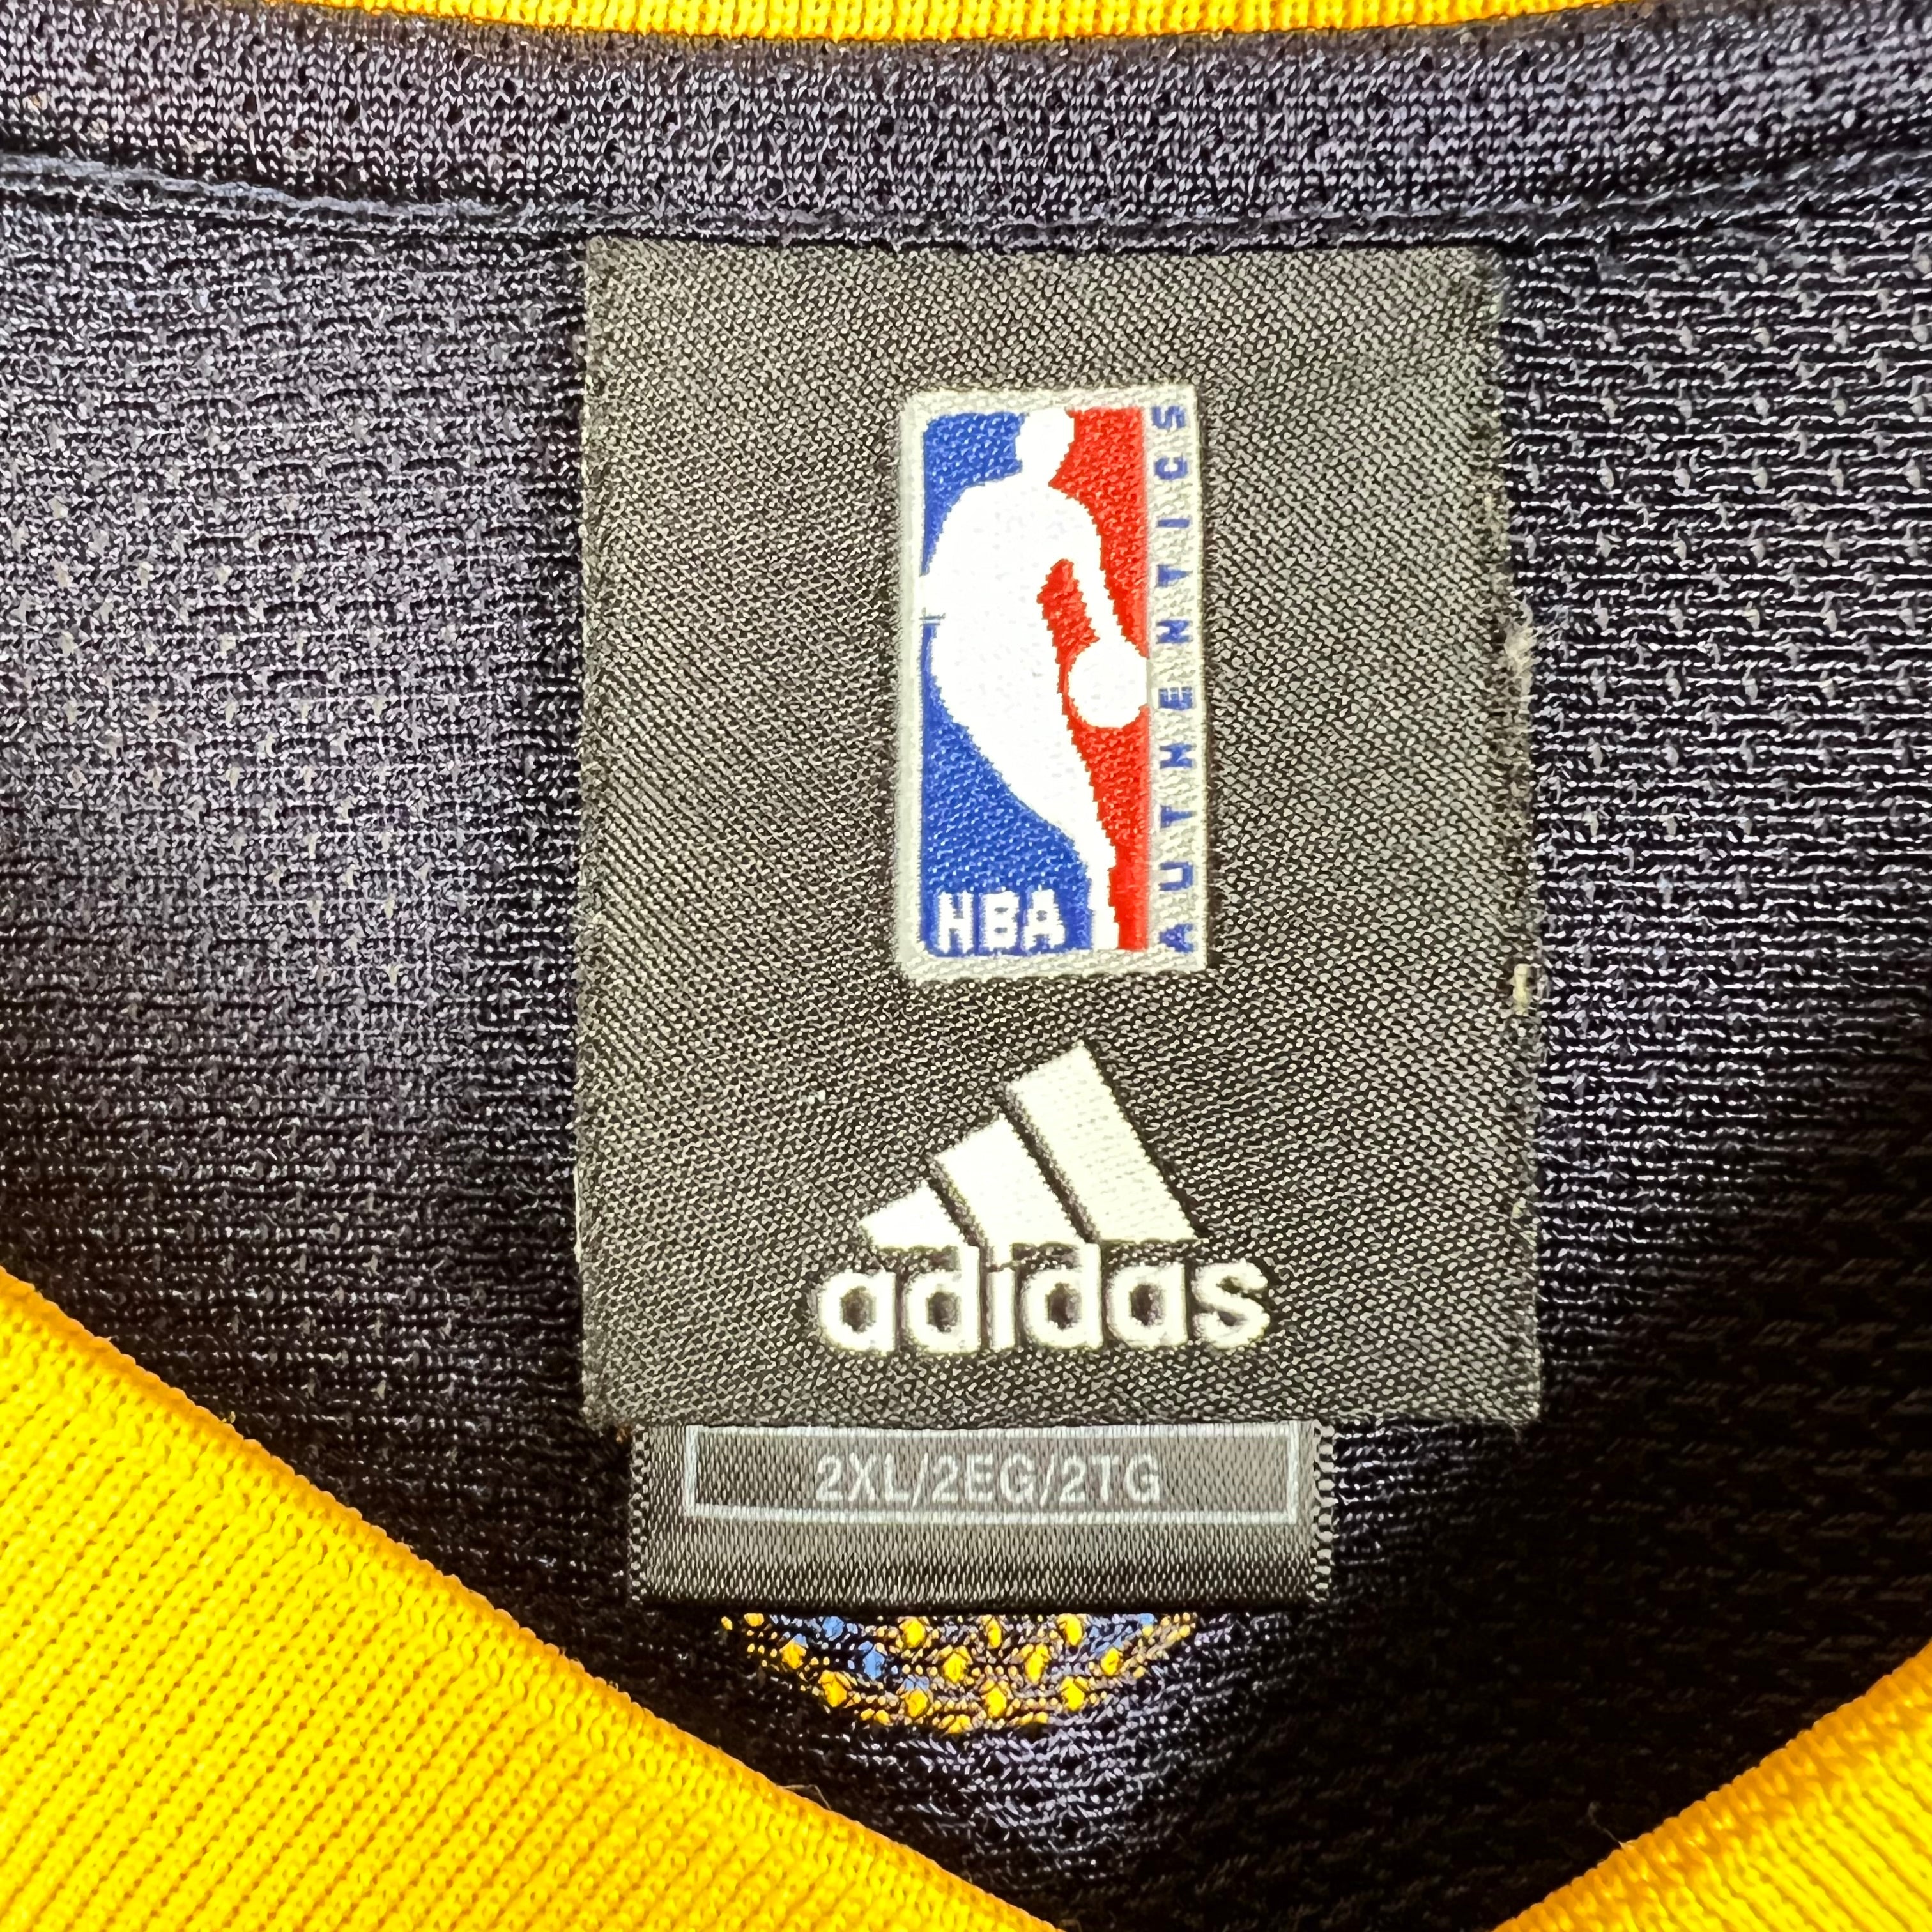 NBA
AUTHENTICS
adidas
2XL/2EG/2TG